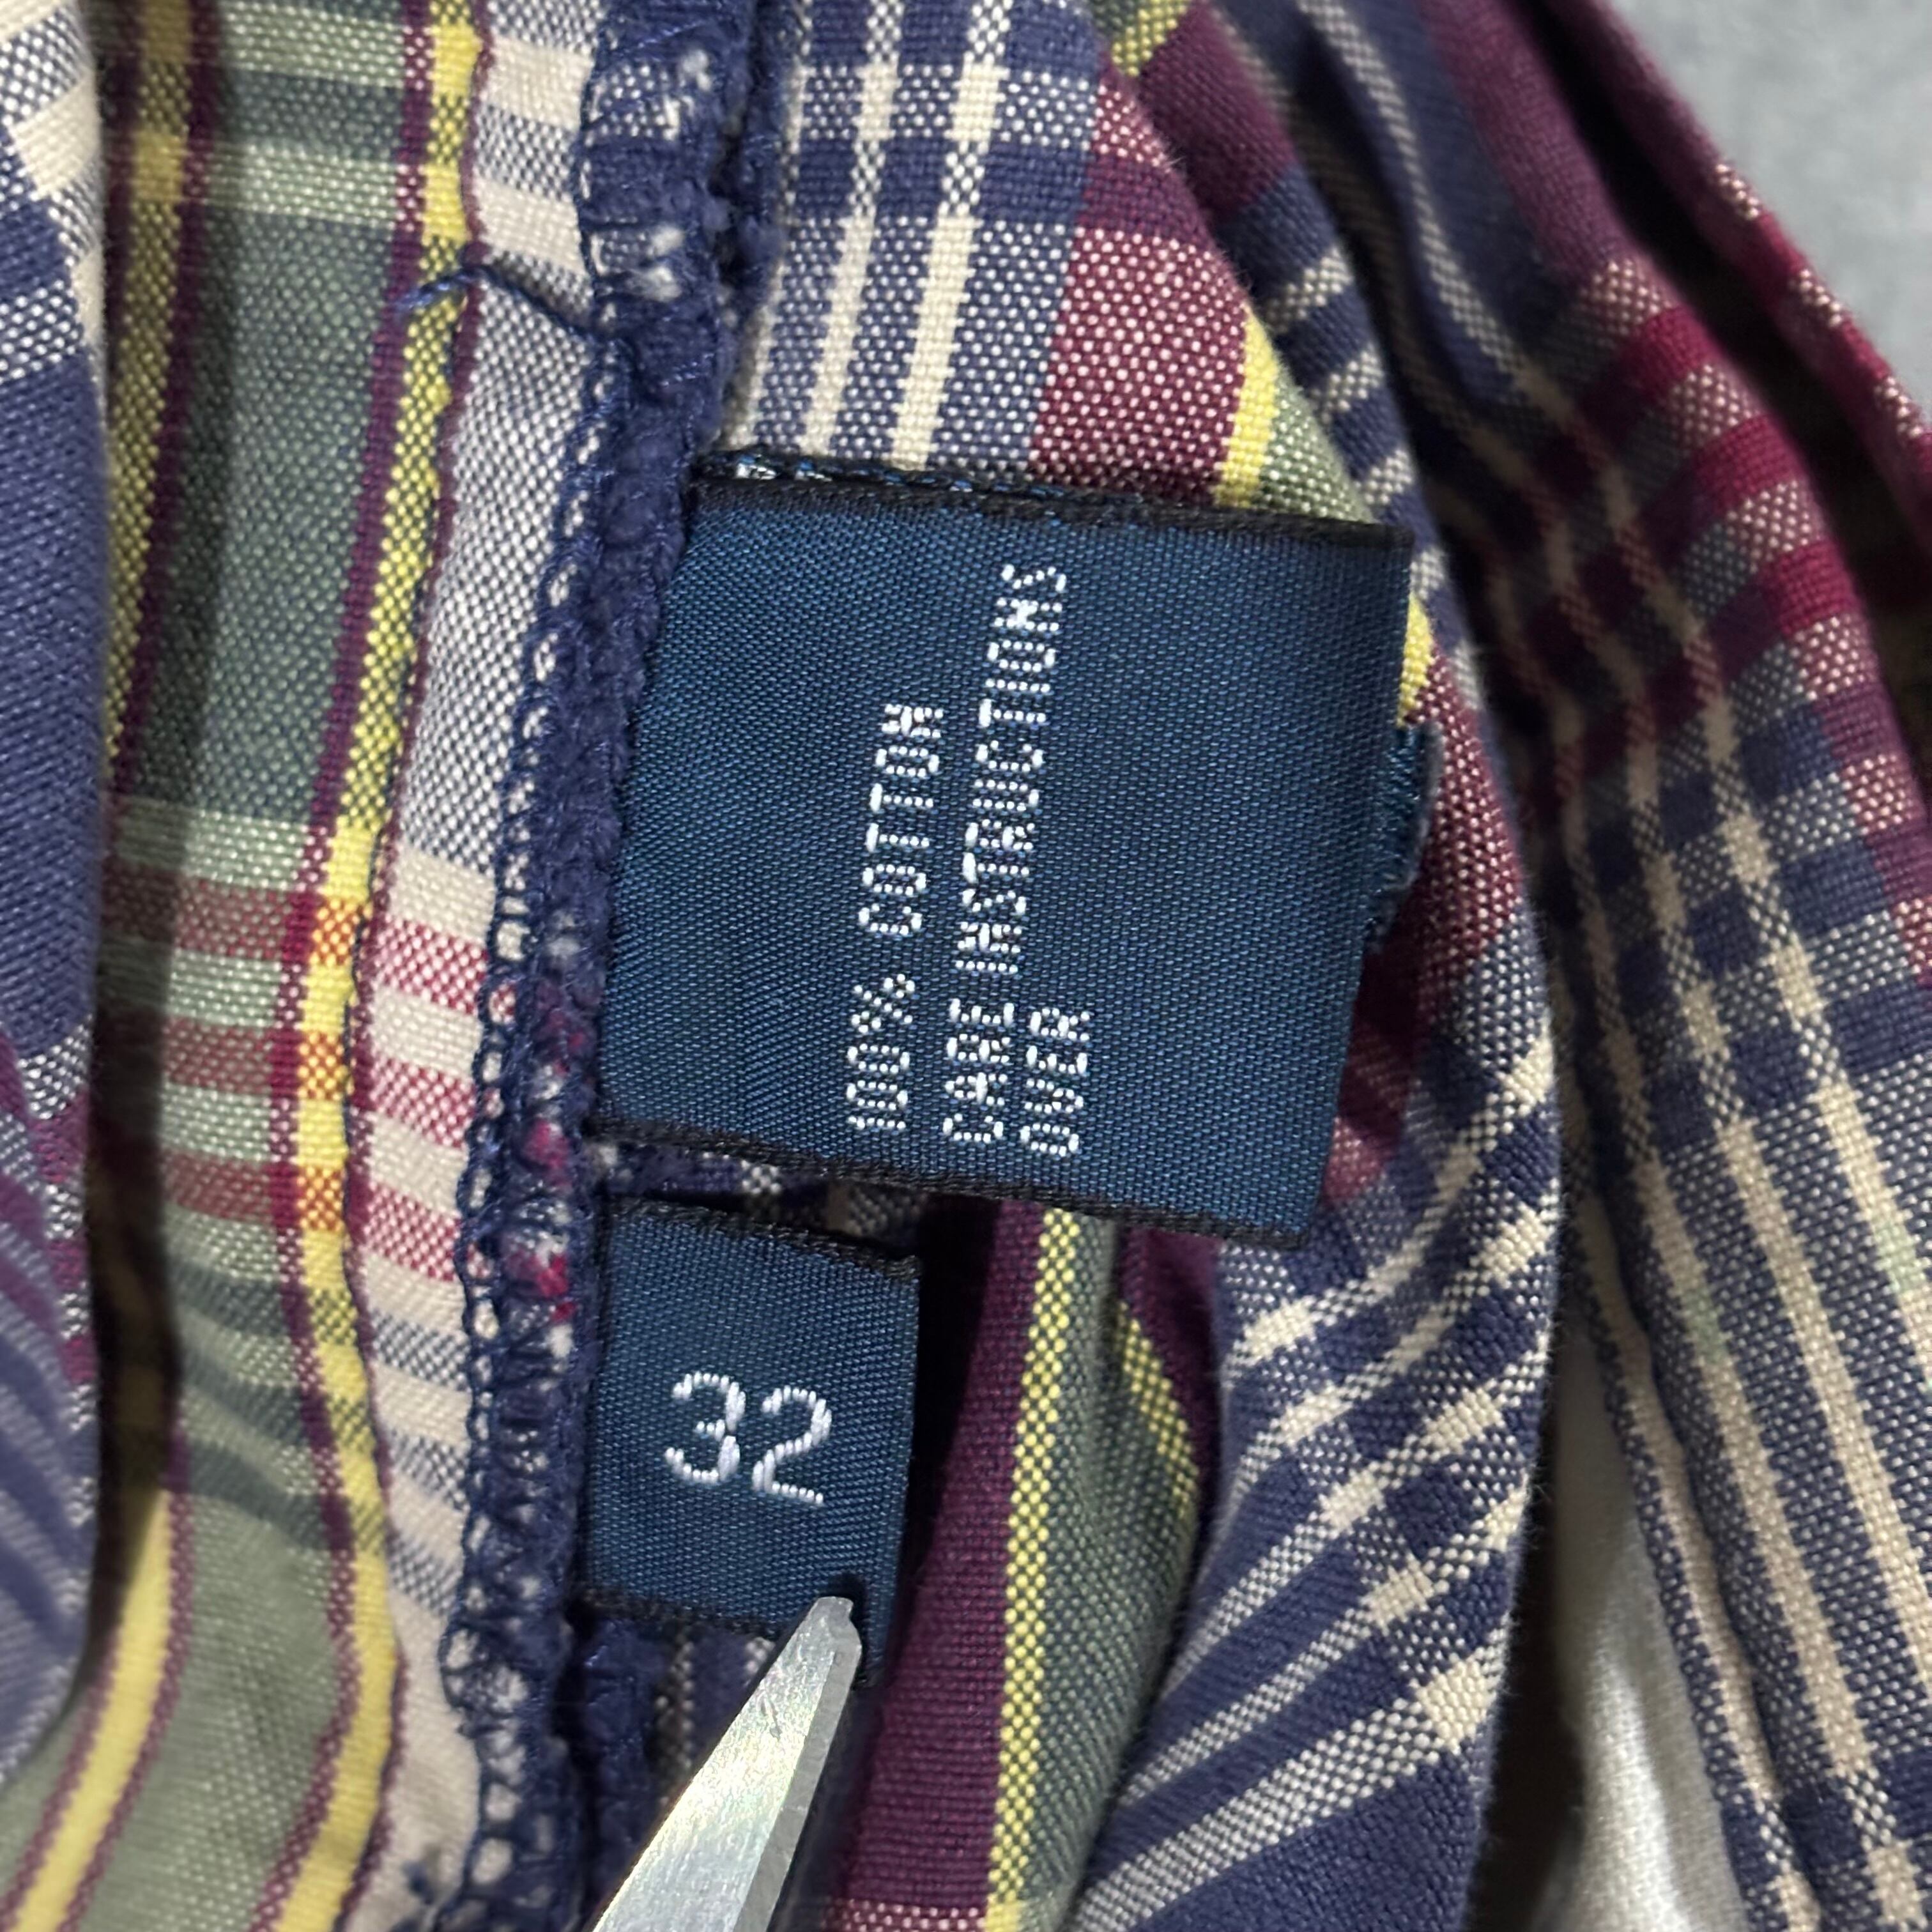 100% COTTON
CARE INSTRUCTIONS
OVER
32